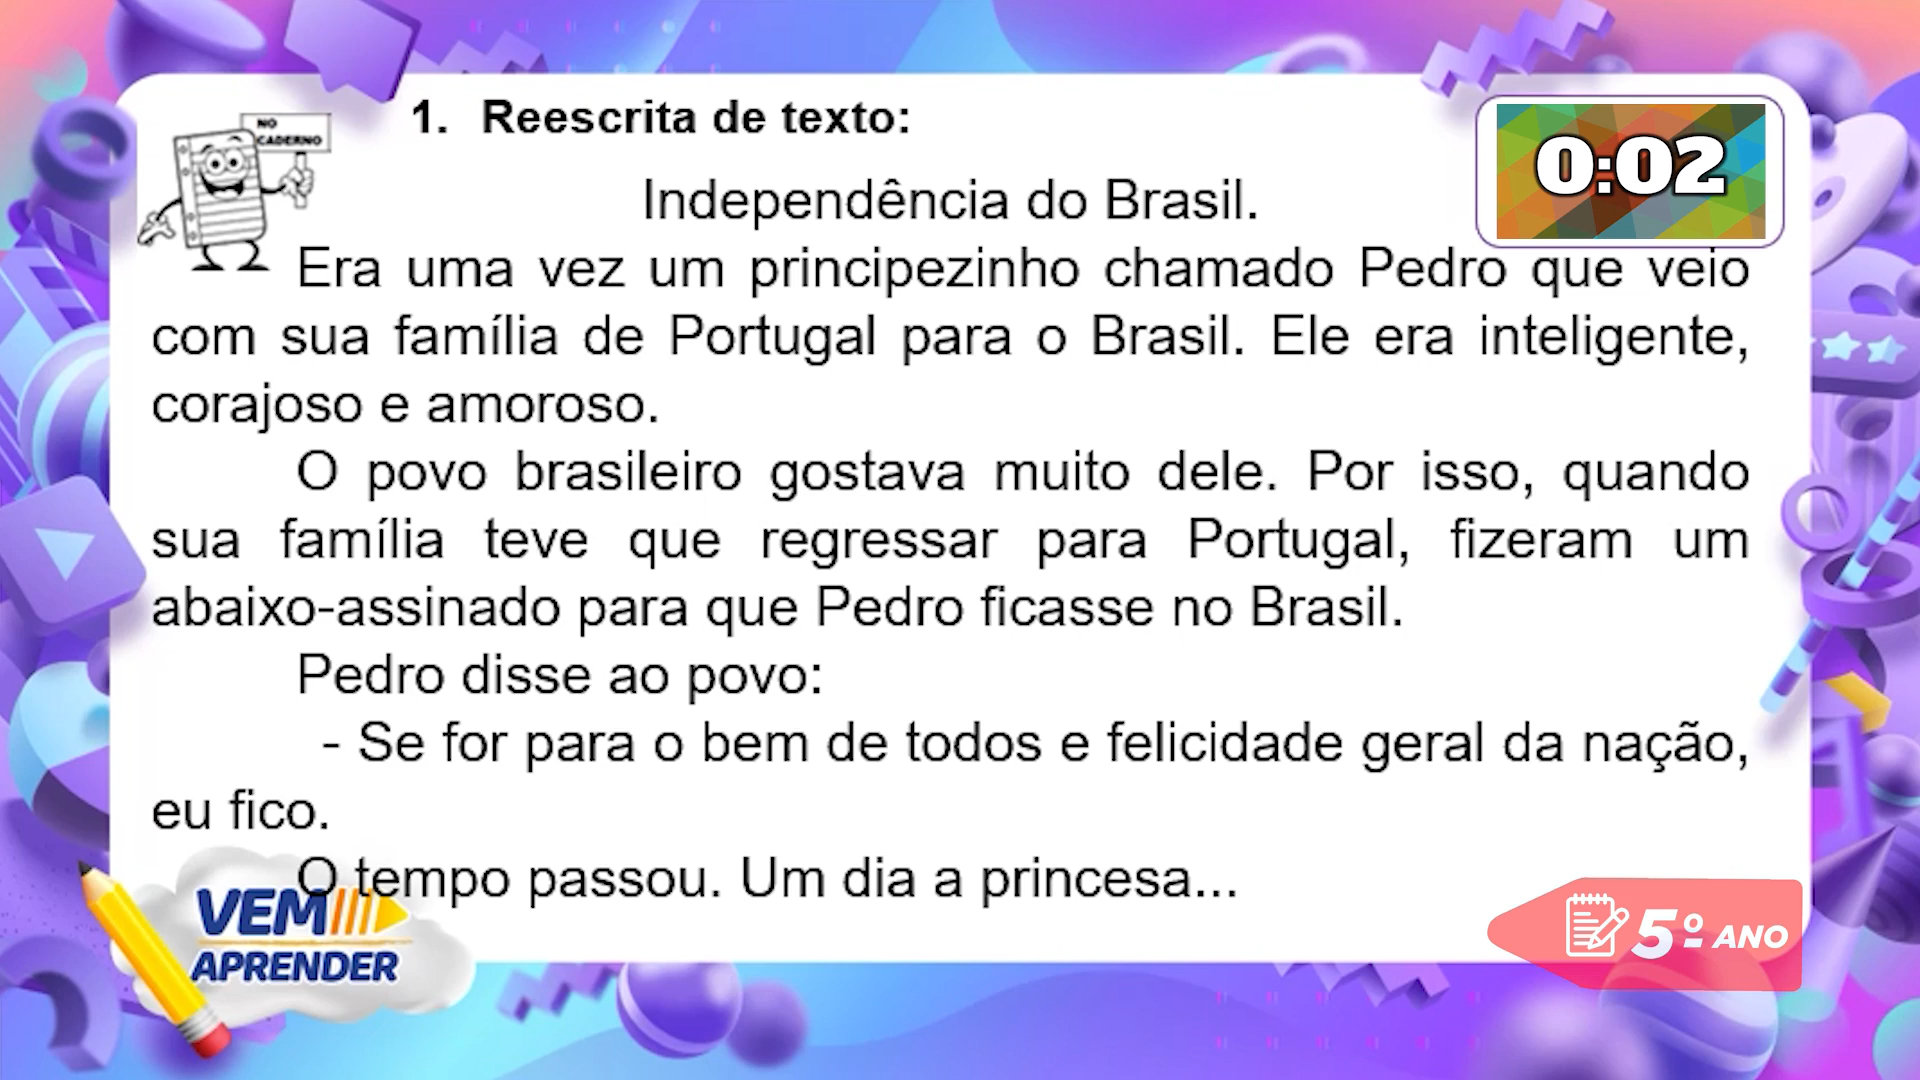 NO
CADERNO
1. Reescrita de texto:
0:02
Independência do Brasil.
Era uma vez um principezinho chamado Pedro que veio
com sua família de Portugal para o Brasil. Ele era inteligente,
corajoso e amoroso.
O povo brasileiro gostava muito dele. Por isso, quando
sua família teve que regressar para Portugal, fizeram um
abaixo-assinado para que Pedro ficasse no Brasil.
Pedro disse ao povo:
- Se for para o bem de todos e felicidade geral da nação,
eu fico.
O tempo passou. Um dia a princesa...
VEM
APRENDER
5º ANO